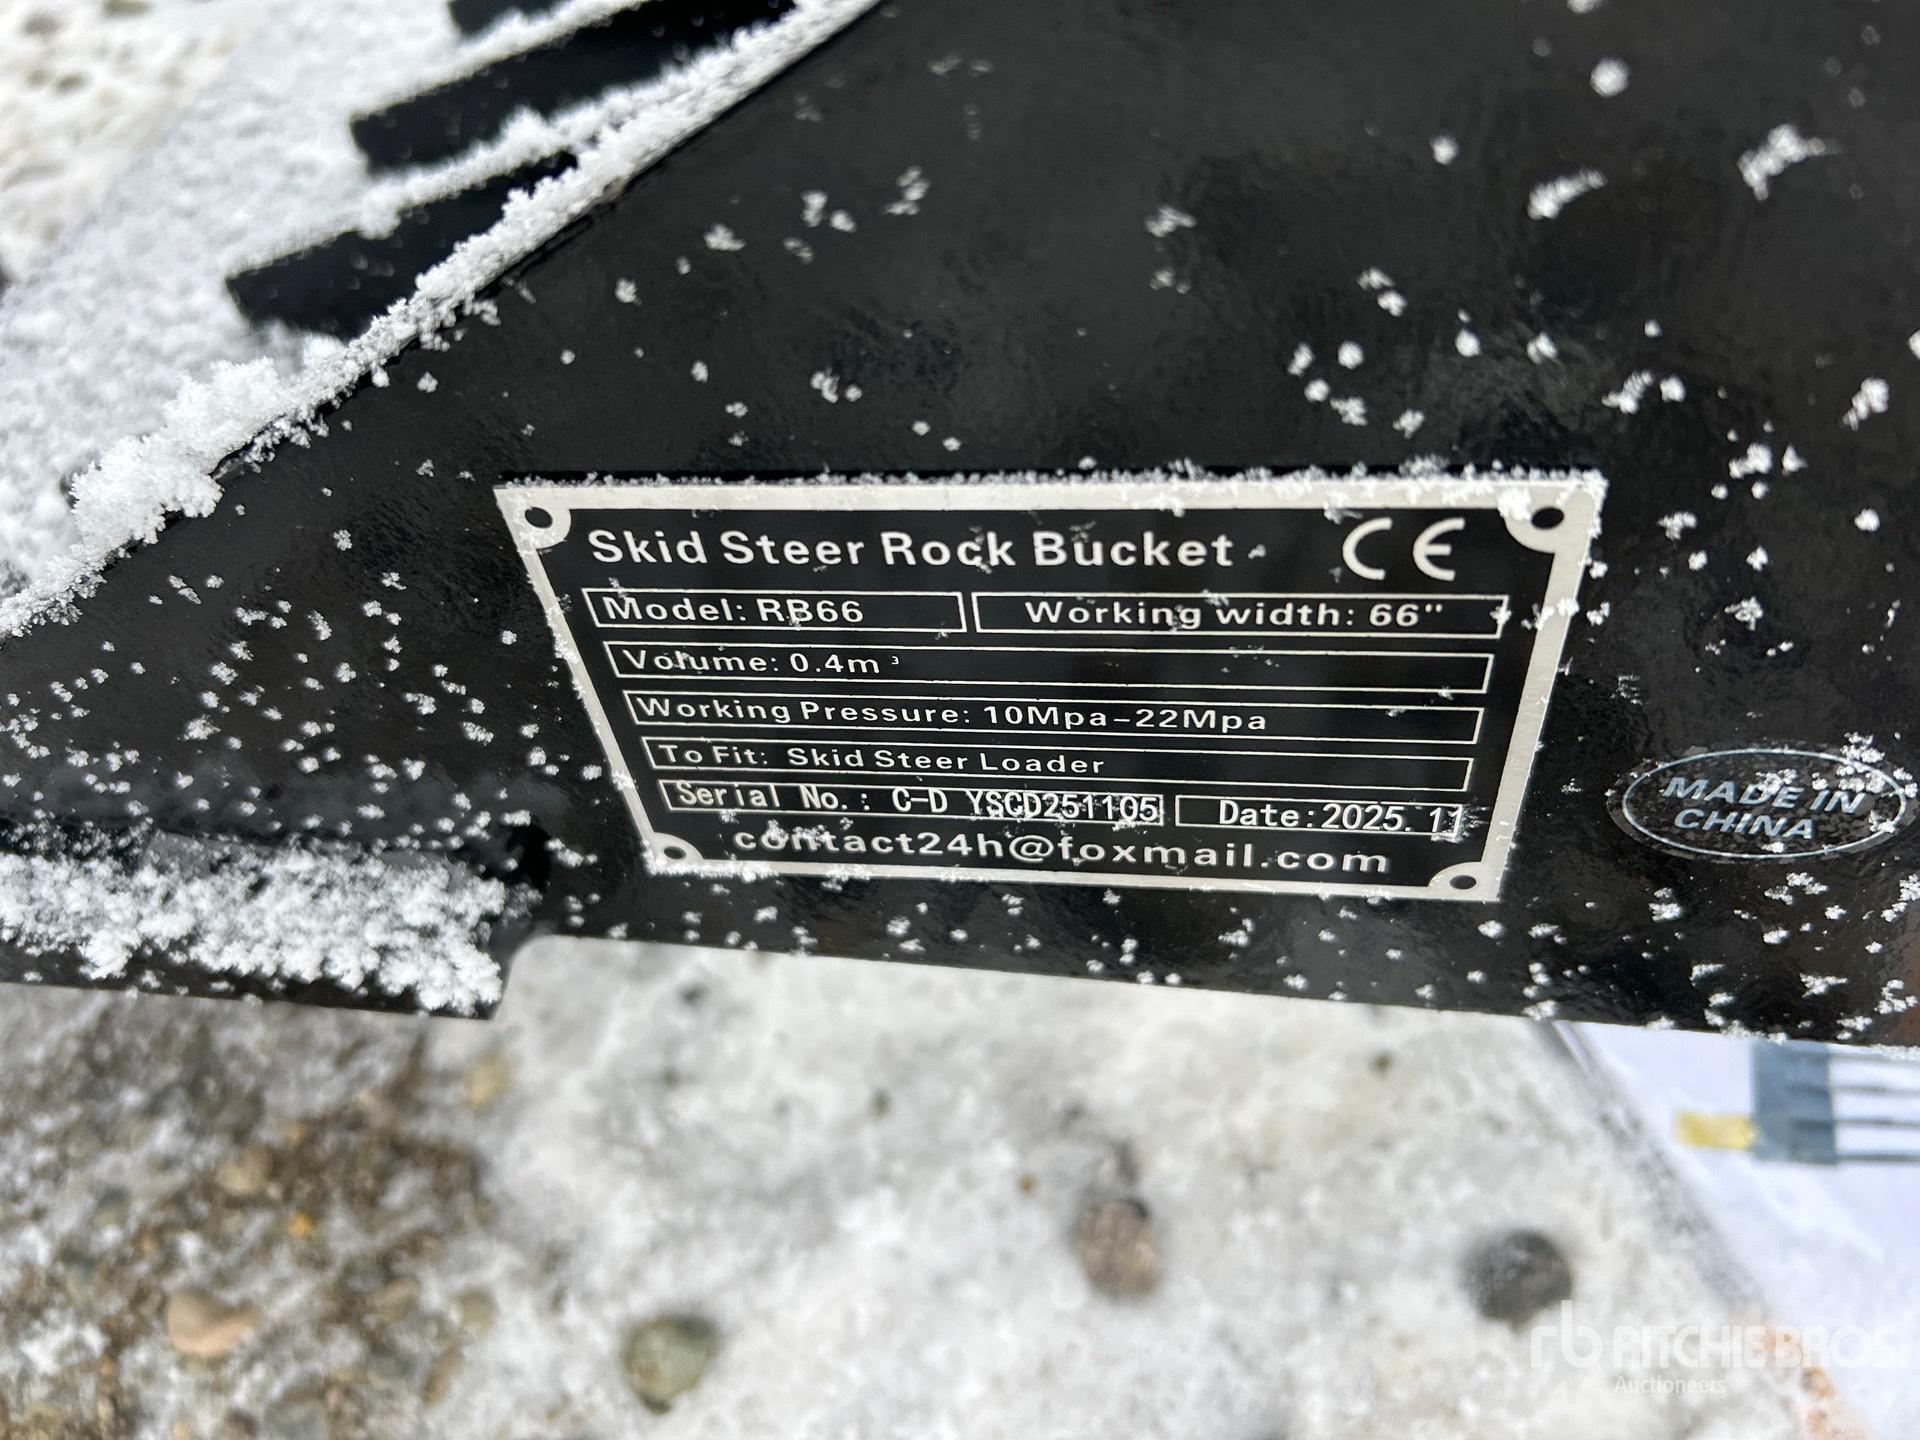 Skid Steer Rock Bucket CE
Model: RB66 Working width: 66"
Volume: 0.4m³
Working Pressure: 10Mpa-22Mpa
To Fit: Skid Steer Loader
Serial No.: C-D YSCD251105 Date:2025.11
contact24h@foxmail.com
MADE IN
CHINA
rb RITCHIE BROS
Auctioneers